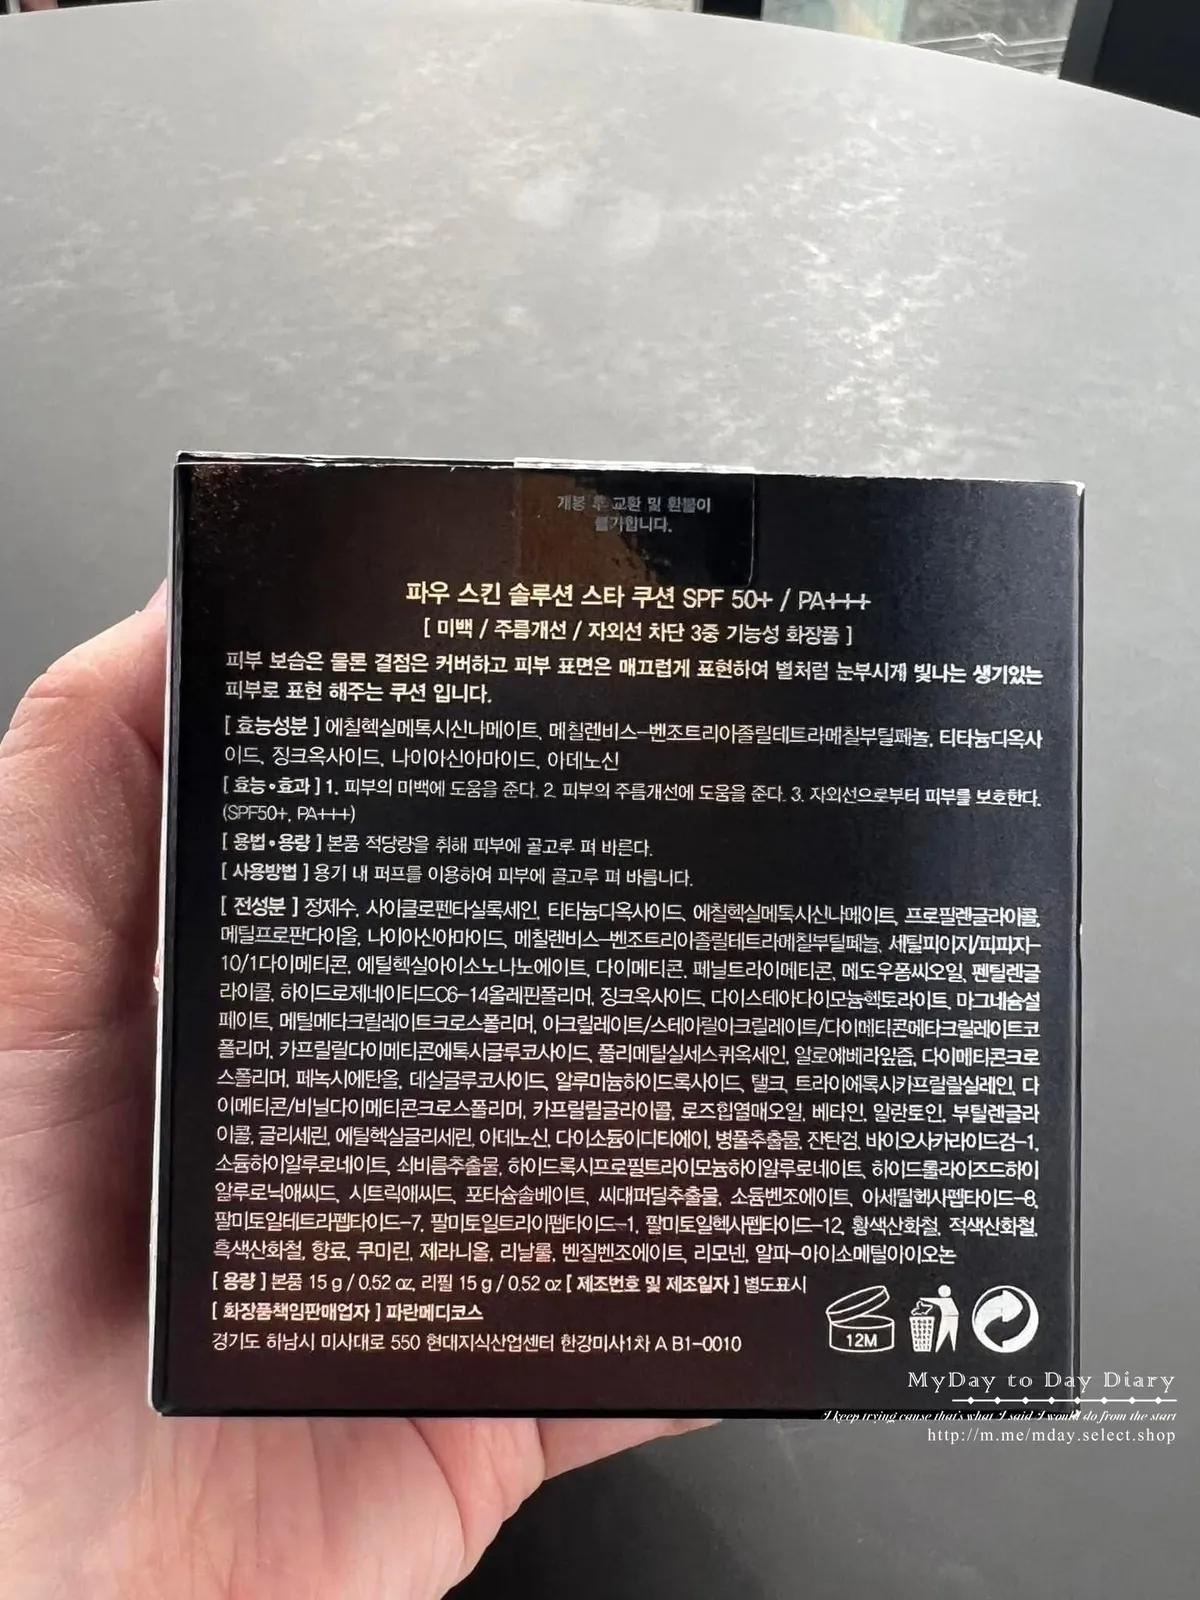 개봉 후 교환 및 환불이
불가합니다.
파우 스킨 솔루션 스타 쿠션 SPF 50+ / PA+++
[ 미백 / 주름개선 / 자외선 차단 3중 기능성 화장품 ]
피부 보습은 물론 결점은 커버하고 피부 표면은 매끄럽게 표현하여 별처럼 눈부시게 빛나는 생기있는
피부로 표현 해주는 쿠션 입니다.
[ 효능성분 ] 에칠헥실메톡시신나메이트, 메칠렌비스-벤조트리아졸릴테트라메칠부틸페놀, 티타늄디옥사
이드, 징크옥사이드, 나이아신아마이드, 아데노신
[ 효능•효과 ] 1. 피부의 미백에 도움을 준다. 2. 피부의 주름개선에 도움을 준다. 3. 자외선으로부터 피부를 보호한다.
(SPF50+, PA+++)
[ 용법•용량 ] 본품 적당량을 취해 피부에 골고루 펴 바른다.
[ 사용방법 ] 용기 내 퍼프를 이용하여 피부에 골고루 펴 바릅니다.
[ 전성분 ] 정제수, 사이클로펜타실록세인, 티타늄디옥사이드, 에칠헥실메톡시신나메이트, 프로필렌글라이콜,
메틸프로판다이올, 나이아신아마이드, 메칠렌비스-벤조트리아졸릴테트라메칠부틸페놀, 세틸피이지/피피지-
10/1다이메티콘, 에틸헥실아이소노나노에이트, 다이메티콘, 페닐트라이메티콘, 메도우폼씨오일, 펜틸렌글
라이콜, 하이드로제네이티드C6-14올레핀폴리머, 징크옥사이드, 다이스테아다이모늄헥토라이트, 마그네슘설
페이트, 메틸메타크릴레이트크로스폴리머, 아크릴레이트/스테아릴아크릴레이트/다이메티콘메타크릴레이트코
폴리머, 카프릴릴다이메티콘에톡시글루코사이드, 폴리메틸실세스퀴옥세인, 알로에베라잎즙, 다이메티콘크로
스폴리머, 페녹시에탄올, 데실글루코사이드, 알루미늄하이드록사이드, 탤크, 트라이에톡시카프릴릴실레인, 다
이메티콘/비닐다이메티콘크로스폴리머, 카프릴릴글라이콜, 로즈힙열매오일, 베타인, 알란토인, 부틸렌글라
이콜, 글리세린, 에틸헥실글리세린, 아데노신, 다이소듐이디티에이, 병풀추출물, 잔탄검, 바이오사카라이드검-1,
소듐하이알루로네이트, 쇠비름추출물, 하이드록시프로필트라이모늄하이알루로네이트, 하이드롤라이즈드하이
알루로닉애씨드, 시트릭애씨드, 포타슘솔베이트, 씨대퍼딜추출물, 소듐벤조에이트, 아세틸헥사펩타이드-8,
팔미토일테트라펩타이드-7, 팔미토일트리이펩타이드-1, 팔미토일헥사펩타이드-12, 황색산화철, 적색산화철,
흑색산화철, 향료, 쿠마린, 제라니올, 리날룰, 벤질벤조에이트, 리모넨, 알파-아이소메틸아이오논
[ 용량 ] 본품 15 g / 0.52 oz, 리필 15 g / 0.52 oz [ 제조번호 및 제조일자 ] 별도표시
[ 화장품책임판매업자 ] 파란메디코스
경기도 하남시 미사대로 550 현대지식산업센터 한강미사1차 A B1-0010
12M
MyDay to Day Diary
I keep trying cause that's what I said I would do from the start
http://m.me/mday.select.shop